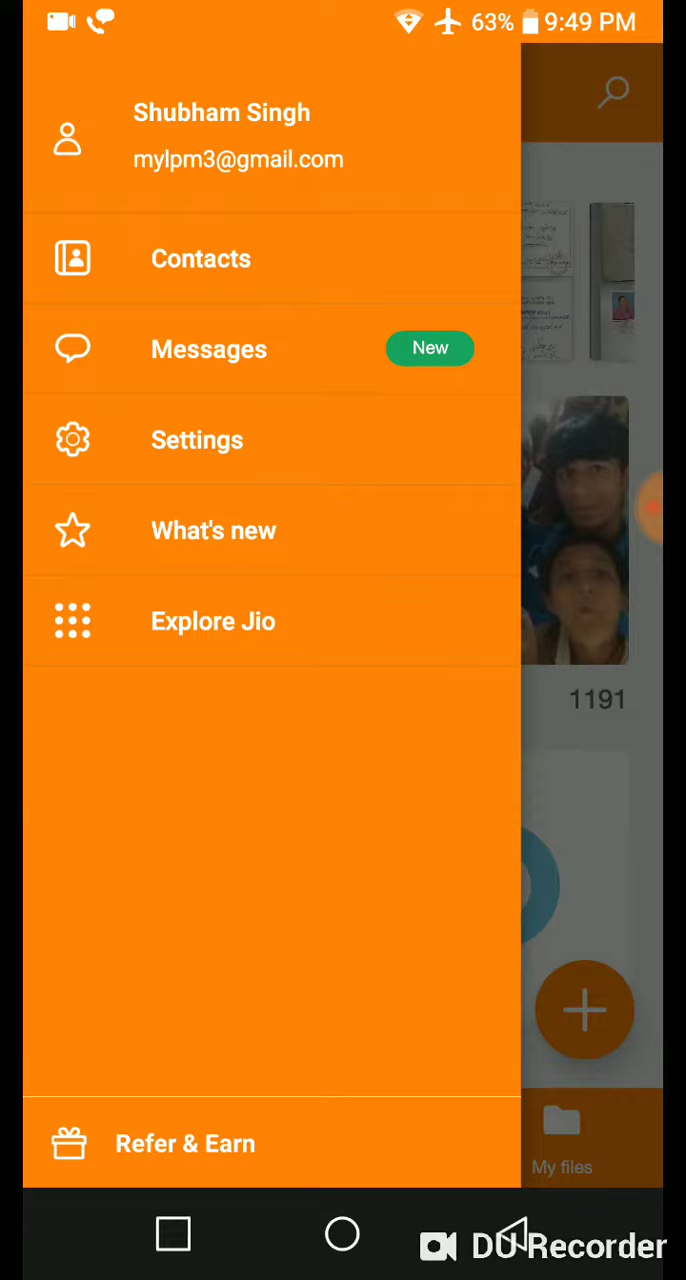 63% 9:49 PM
Shubham Singh
mylpm3@gmail.com
Contacts
Messages New
Settings
What's new
Explore Jio
1191
Refer & Earn
My files
DU Recorder